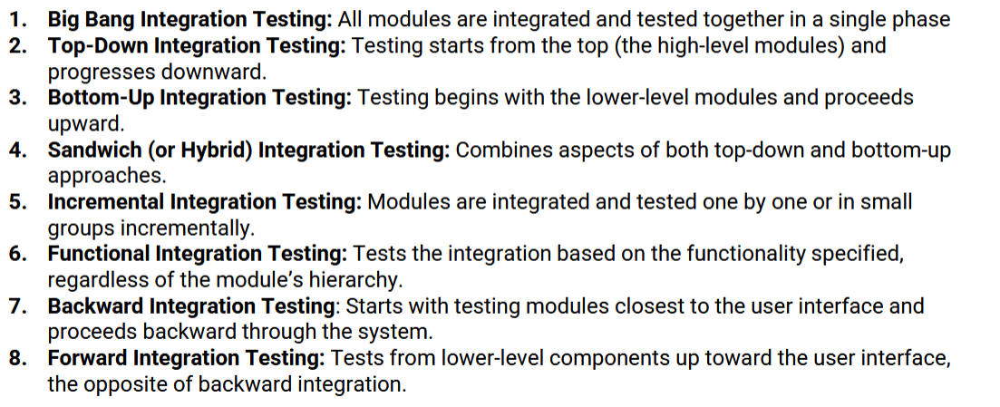 1. Big Bang Integration Testing: All modules are integrated and tested together in a single phase
2. Top-Down Integration Testing: Testing starts from the top (the high-level modules) and
progresses downward.
3. Bottom-Up Integration Testing: Testing begins with the lower-level modules and proceeds
upward.
4. Sandwich (or Hybrid) Integration Testing: Combines aspects of both top-down and bottom-up
approaches.
5. Incremental Integration Testing: Modules are integrated and tested one by one or in small
groups incrementally.
6. Functional Integration Testing: Tests the integration based on the functionality specified,
regardless of the module’s hierarchy.
7. Backward Integration Testing: Starts with testing modules closest to the user interface and
proceeds backward through the system.
8. Forward Integration Testing: Tests from lower-level components up toward the user interface,
the opposite of backward integration.